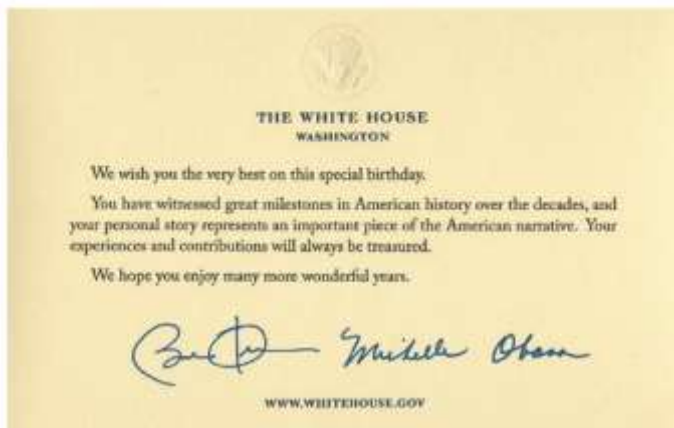 THE WHITE HOUSE
WASHINGTON
We wish you the very best on this special birthday.
You have witnessed great milestones in American history over the decades, and
your personal story represents an important piece of the American narrative. Your
experiences and contributions will always be treasured.
We hope you enjoy many more wonderful years.
Michelle Obama
WWW.WHITEHOUSE.GOV